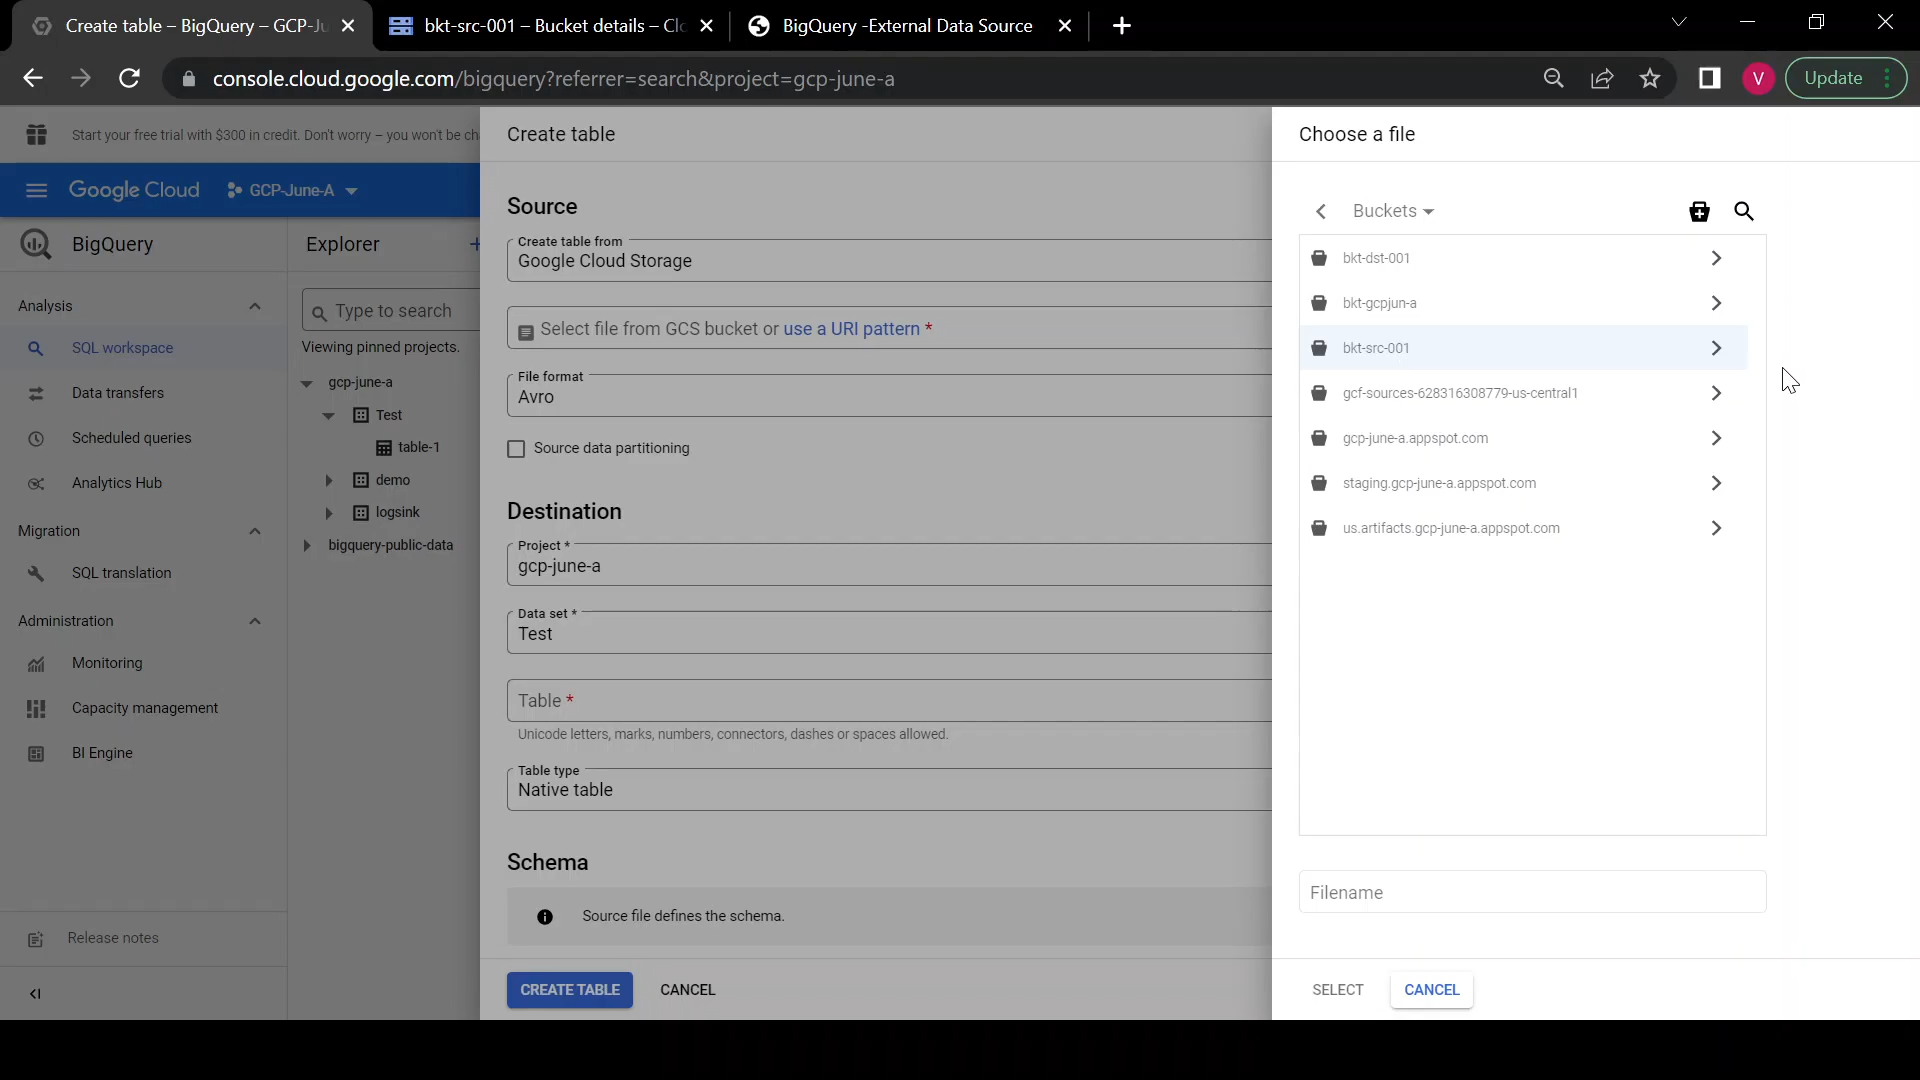 Create table – BigQuery – GCP-Ju
bkt-src-001 – Bucket details – Clo
BigQuery -External Data Source
console.cloud.google.com/bigquery?referrer=search&project=gcp-june-a
V
Update
Start your free trial with $300 in credit. Don't worry – you won't be ch
Google Cloud
GCP-June-A
BigQuery
Analysis
SQL workspace
Data transfers
Scheduled queries
Analytics Hub
Migration
SQL translation
Administration
Monitoring
Capacity management
BI Engine
Release notes
Explorer
Type to search
Viewing pinned projects.
gcp-june-a
Test
table-1
demo
logsink
bigquery-public-data
Create table
Source
Create table from
Google Cloud Storage
Select file from GCS bucket or use a URI pattern *
File format
Avro
Source data partitioning
Destination
Project *
gcp-june-a
Data set *
Test
Table *
Unicode letters, marks, numbers, connectors, dashes or spaces allowed.
Table type
Native table
Schema
Source file defines the schema.
CREATE TABLE
CANCEL
Choose a file
Buckets
bkt-dst-001
bkt-gcpjun-a
bkt-src-001
gcf-sources-628316308779-us-central1
gcp-june-a.appspot.com
staging.gcp-june-a.appspot.com
us.artifacts.gcp-june-a.appspot.com
Filename
SELECT
CANCEL